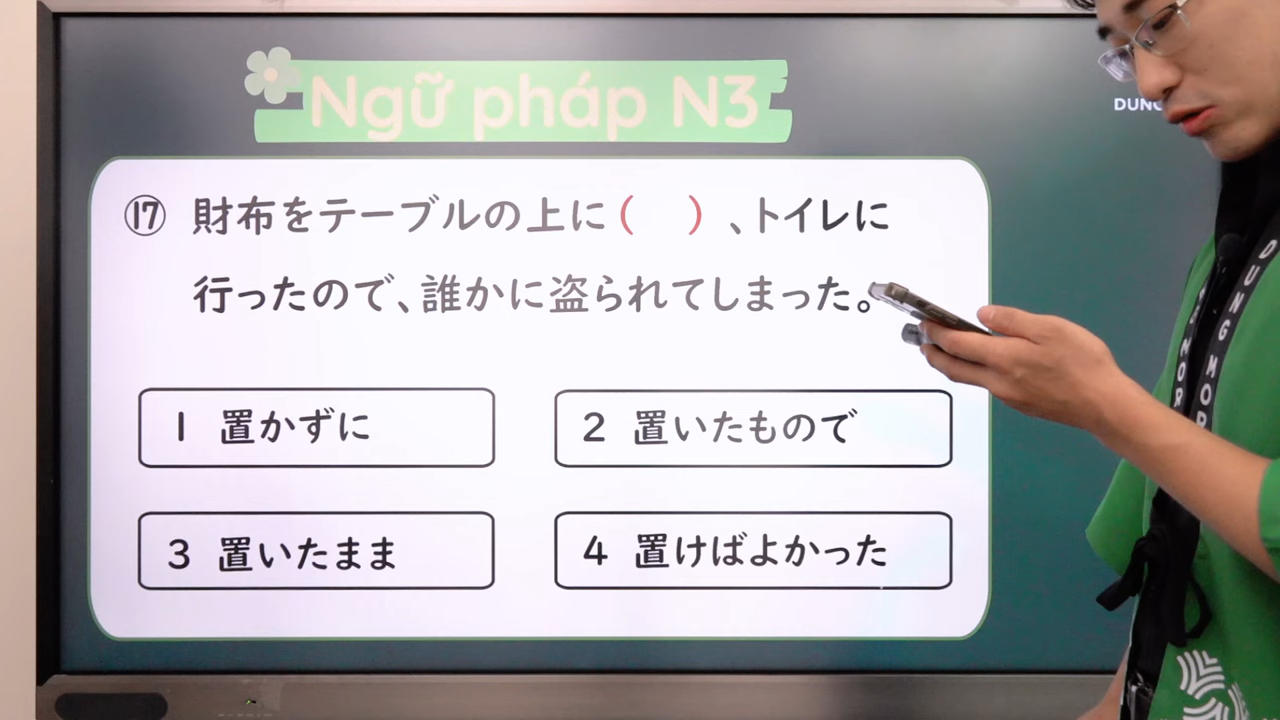 Ngữ pháp N3
⑰ 財布をテーブルの上に( )、トイレに
行ったので、誰かに盗られてしまった。
1 置かずに
2 置いたもので
3 置いたまま
4 置けばよかった
DUNG
DUNG MOR